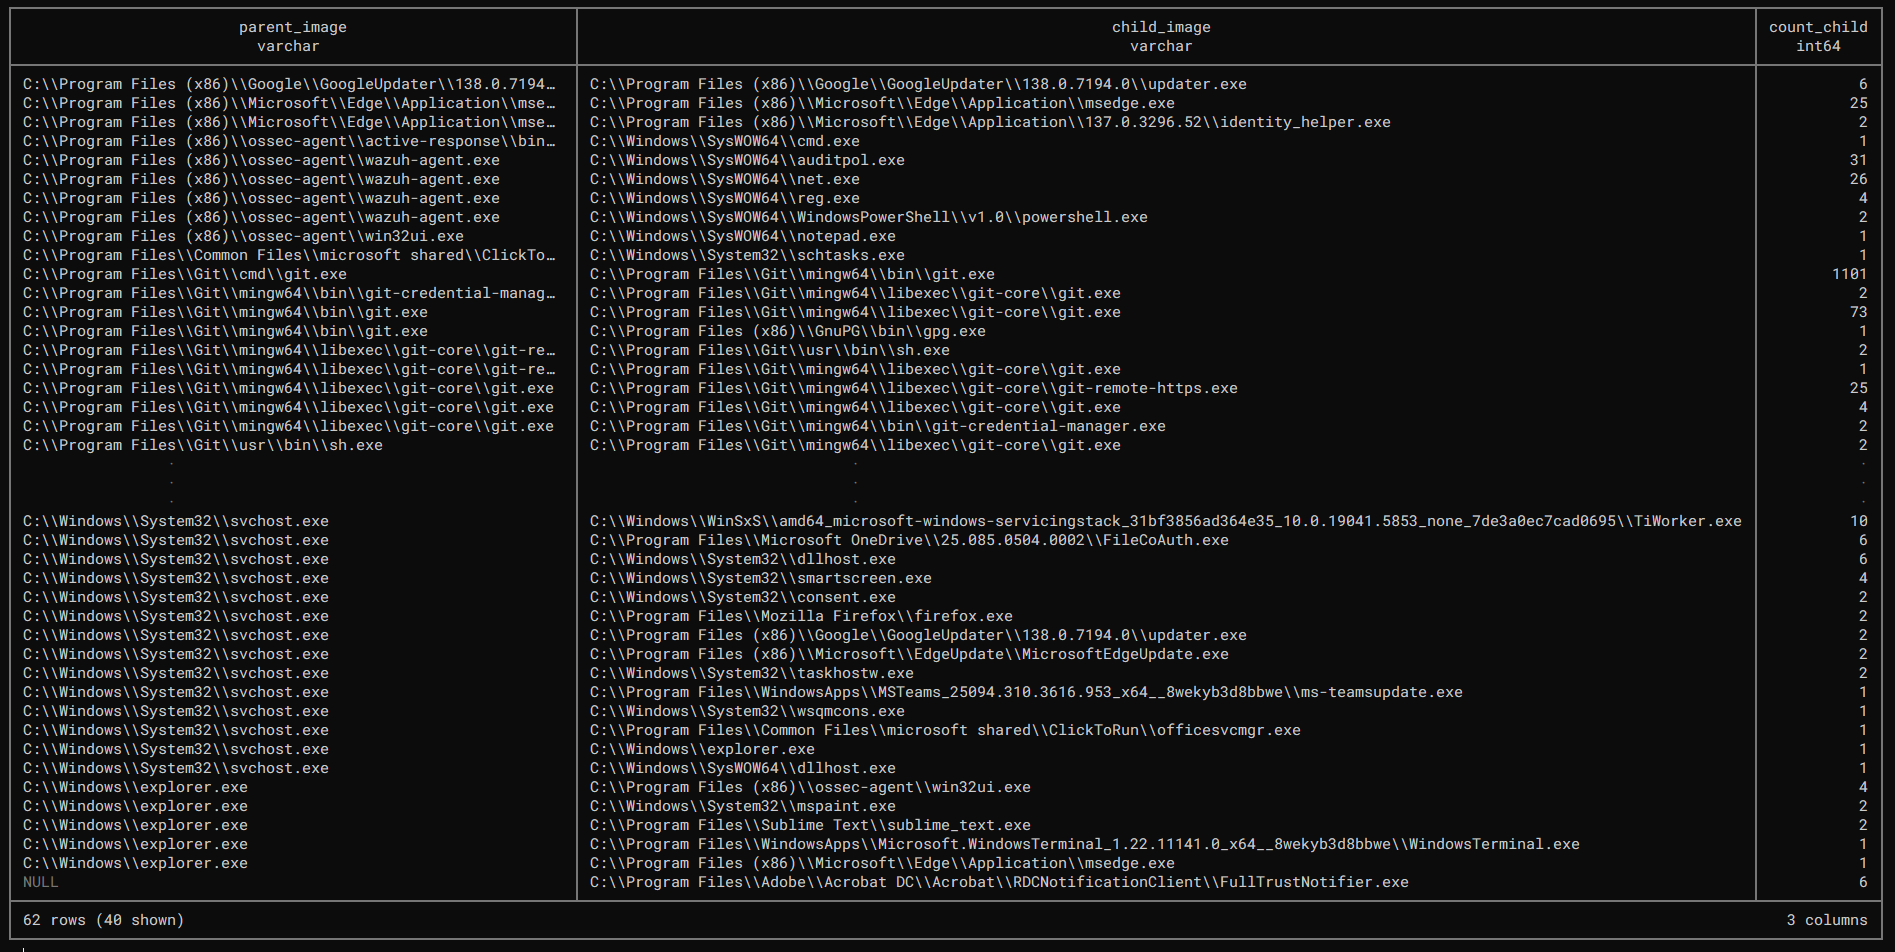 parent_image child_image count_child
varchar varchar int64
C:\\Program Files (x86)\\Google\\GoogleUpdater\\138.0.7194… C:\\Program Files (x86)\\Google\\GoogleUpdater\\138.0.7194.0\\updater.exe 6
C:\\Program Files (x86)\\Microsoft\\Edge\\Application\\mse… C:\\Program Files (x86)\\Microsoft\\Edge\\Application\\msedge.exe 25
C:\\Program Files (x86)\\Microsoft\\Edge\\Application\\mse… C:\\Program Files (x86)\\Microsoft\\Edge\\Application\\137.0.3296.52\\identity_helper.exe 2
C:\\Program Files (x86)\\ossec-agent\\active-response\\bin… C:\\Windows\\SysWOW64\\cmd.exe 1
C:\\Program Files (x86)\\ossec-agent\\wazuh-agent.exe C:\\Windows\\SysWOW64\\auditpol.exe 31
C:\\Program Files (x86)\\ossec-agent\\wazuh-agent.exe C:\\Windows\\SysWOW64\\net.exe 26
C:\\Program Files (x86)\\ossec-agent\\wazuh-agent.exe C:\\Windows\\SysWOW64\\reg.exe 4
C:\\Program Files (x86)\\ossec-agent\\wazuh-agent.exe C:\\Windows\\SysWOW64\\WindowsPowerShell\\v1.0\\powershell.exe 2
C:\\Program Files (x86)\\ossec-agent\\win32ui.exe C:\\Windows\\SysWOW64\\notepad.exe 1
C:\\Program Files\\Common Files\\microsoft shared\\ClickTo… C:\\Windows\\System32\\schtasks.exe 1
C:\\Program Files\\Git\\cmd\\git.exe C:\\Program Files\\Git\\mingw64\\bin\\git.exe 1101
C:\\Program Files\\Git\\mingw64\\bin\\git-credential-manag… C:\\Program Files\\Git\\mingw64\\libexec\\git-core\\git.exe 2
C:\\Program Files\\Git\\mingw64\\bin\\git.exe C:\\Program Files\\Git\\mingw64\\libexec\\git-core\\git.exe 73
C:\\Program Files\\Git\\mingw64\\bin\\git.exe C:\\Program Files (x86)\\GnuPG\\bin\\gpg.exe 1
C:\\Program Files\\Git\\mingw64\\libexec\\git-core\\git-re… C:\\Program Files\\Git\\usr\\bin\\sh.exe 2
C:\\Program Files\\Git\\mingw64\\libexec\\git-core\\git-re… C:\\Program Files\\Git\\mingw64\\libexec\\git-core\\git.exe 1
C:\\Program Files\\Git\\mingw64\\libexec\\git-core\\git.exe C:\\Program Files\\Git\\mingw64\\libexec\\git-core\\git-remote-https.exe 25
C:\\Program Files\\Git\\mingw64\\libexec\\git-core\\git.exe C:\\Program Files\\Git\\mingw64\\libexec\\git-core\\git.exe 4
C:\\Program Files\\Git\\mingw64\\libexec\\git-core\\git.exe C:\\Program Files\\Git\\mingw64\\bin\\git-credential-manager.exe 2
C:\\Program Files\\Git\\usr\\bin\\sh.exe C:\\Program Files\\Git\\mingw64\\libexec\\git-core\\git.exe 2
· · ·
· · ·
· · ·
C:\\Windows\\System32\\svchost.exe C:\\Windows\\WinSxS\\amd64_microsoft-windows-servicingstack_31bf3856ad364e35_10.0.19041.5853_none_7de3a0ec7cad0695\\TiWorker.exe 10
C:\\Windows\\System32\\svchost.exe C:\\Program Files\\Microsoft OneDrive\\25.085.0504.0002\\FileCoAuth.exe 6
C:\\Windows\\System32\\svchost.exe C:\\Windows\\System32\\dllhost.exe 6
C:\\Windows\\System32\\svchost.exe C:\\Windows\\System32\\smartscreen.exe 4
C:\\Windows\\System32\\svchost.exe C:\\Windows\\System32\\consent.exe 2
C:\\Windows\\System32\\svchost.exe C:\\Program Files\\Mozilla Firefox\\firefox.exe 2
C:\\Windows\\System32\\svchost.exe C:\\Program Files (x86)\\Google\\GoogleUpdater\\138.0.7194.0\\updater.exe 2
C:\\Windows\\System32\\svchost.exe C:\\Program Files (x86)\\Microsoft\\EdgeUpdate\\MicrosoftEdgeUpdate.exe 2
C:\\Windows\\System32\\svchost.exe C:\\Windows\\System32\\taskhostw.exe 2
C:\\Windows\\System32\\svchost.exe C:\\Program Files\\WindowsApps\\MSTeams_25094.310.3616.953_x64__8wekyb3d8bbwe\\ms-teamsupdate.exe 1
C:\\Windows\\System32\\svchost.exe C:\\Windows\\System32\\wsqmcons.exe 1
C:\\Windows\\System32\\svchost.exe C:\\Program Files\\Common Files\\microsoft shared\\ClickToRun\\officesvcmgr.exe 1
C:\\Windows\\System32\\svchost.exe C:\\Windows\\explorer.exe 1
C:\\Windows\\System32\\svchost.exe C:\\Windows\\SysWOW64\\dllhost.exe 1
C:\\Windows\\explorer.exe C:\\Program Files (x86)\\ossec-agent\\win32ui.exe 4
C:\\Windows\\explorer.exe C:\\Windows\\System32\\mspaint.exe 2
C:\\Windows\\explorer.exe C:\\Program Files\\Sublime Text\\sublime_text.exe 2
C:\\Windows\\explorer.exe C:\\Program Files\\WindowsApps\\Microsoft.WindowsTerminal_1.22.11141.0_x64__8wekyb3d8bbwe\\WindowsTerminal.exe 1
C:\\Windows\\explorer.exe C:\\Program Files (x86)\\Microsoft\\Edge\\Application\\msedge.exe 1
NULL C:\\Program Files\\Adobe\\Acrobat DC\\Acrobat\\RDCNotificationClient\\FullTrustNotifier.exe 6
62 rows (40 shown) 3 columns